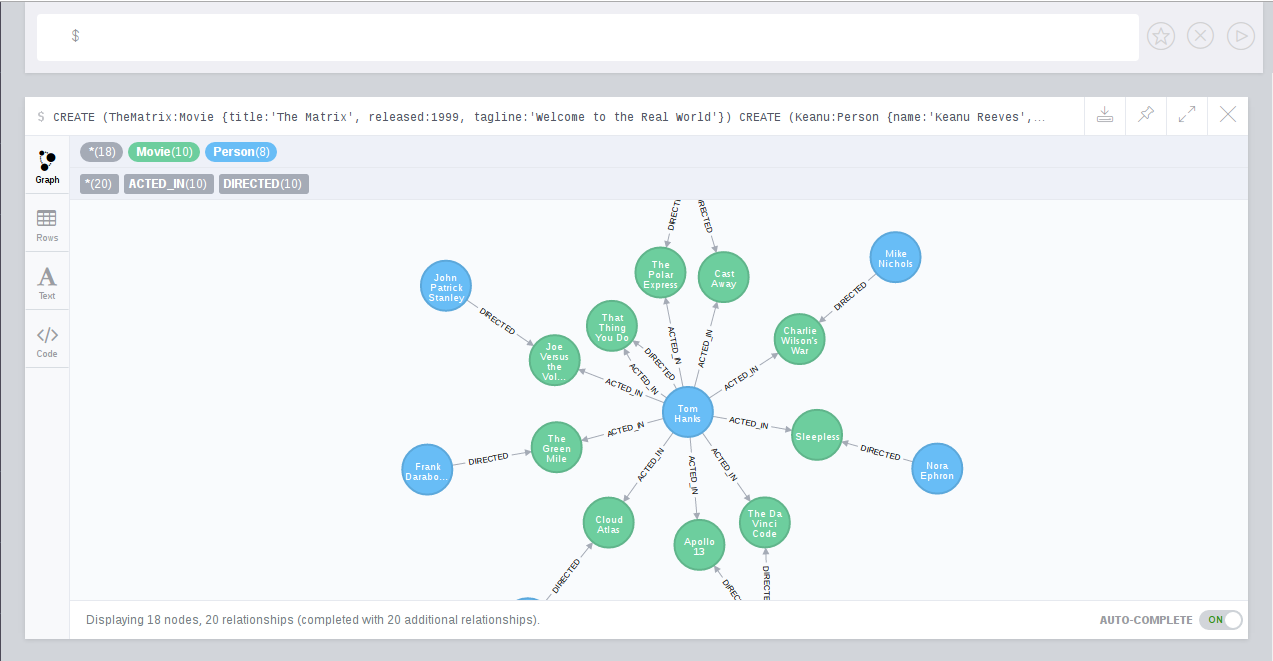 $
$ CREATE (TheMatrix:Movie {title:'The Matrix', released:1999, tagline:'Welcome to the Real World'}) CREATE (Keanu:Person {name:'Keanu Reeves',...
Graph
Rows
Text
Code
*(18) Movie(10) Person(8)
*(20) ACTED_IN(10) DIRECTED(10)
DIRECTED
The
Polar
Express
Cast
Away
Mike
Nichols
DIRECTED
John
Patrick
Stanley
DIRECTED
That
Thing
You Do
DIRECTED
ACTED_IN
ACTED_IN
ACTED_IN
Charlie
Wilson's
War
Joe
Versus
the
Vol...
ACTED_IN
ACTED_IN
Tom
Hanks
ACTED_IN
Sleepless
DIRECTED
Nora
Ephron
ACTED_IN
The
Green
Mile
DIRECTED
Frank
Darabo...
ACTED_IN
ACTED_IN
ACTED_IN
Cloud
Atlas
Apollo
13
The Da
Vinci
Code
DIRECTED
Displaying 18 nodes, 20 relationships (completed with 20 additional relationships).
AUTO-COMPLETE ON